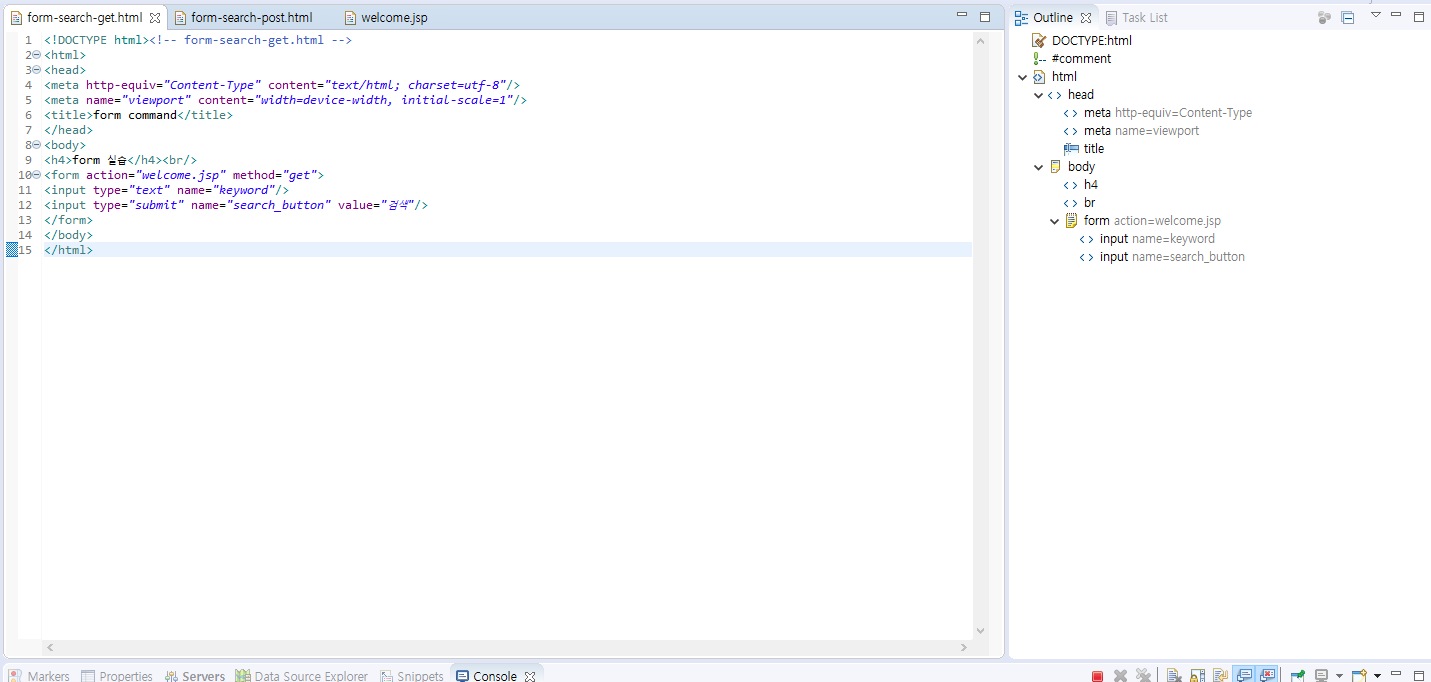 form-search-get.html
form-search-post.html
welcome.jsp
1 <!DOCTYPE html><!-- form-search-get.html -->
2 <html>
3 <head>
4 <meta http-equiv="Content-Type" content="text/html; charset=utf-8"/>
5 <meta name="viewport" content="width=device-width, initial-scale=1"/>
6 <title>form command</title>
7 </head>
8 <body>
9 <h4>form 실습</h4><br/>
10 <form action="welcome.jsp" method="get">
11 <input type="text" name="keyword"/>
12 <input type="submit" name="search_button" value="검색"/>
13 </form>
14 </body>
15 </html>
Outline
Task List
DOCTYPE:html
#comment
html
head
meta http-equiv=Content-Type
meta name=viewport
title
body
h4
br
form action=welcome.jsp
input name=keyword
input name=search_button
Markers
Properties
Servers
Data Source Explorer
Snippets
Console